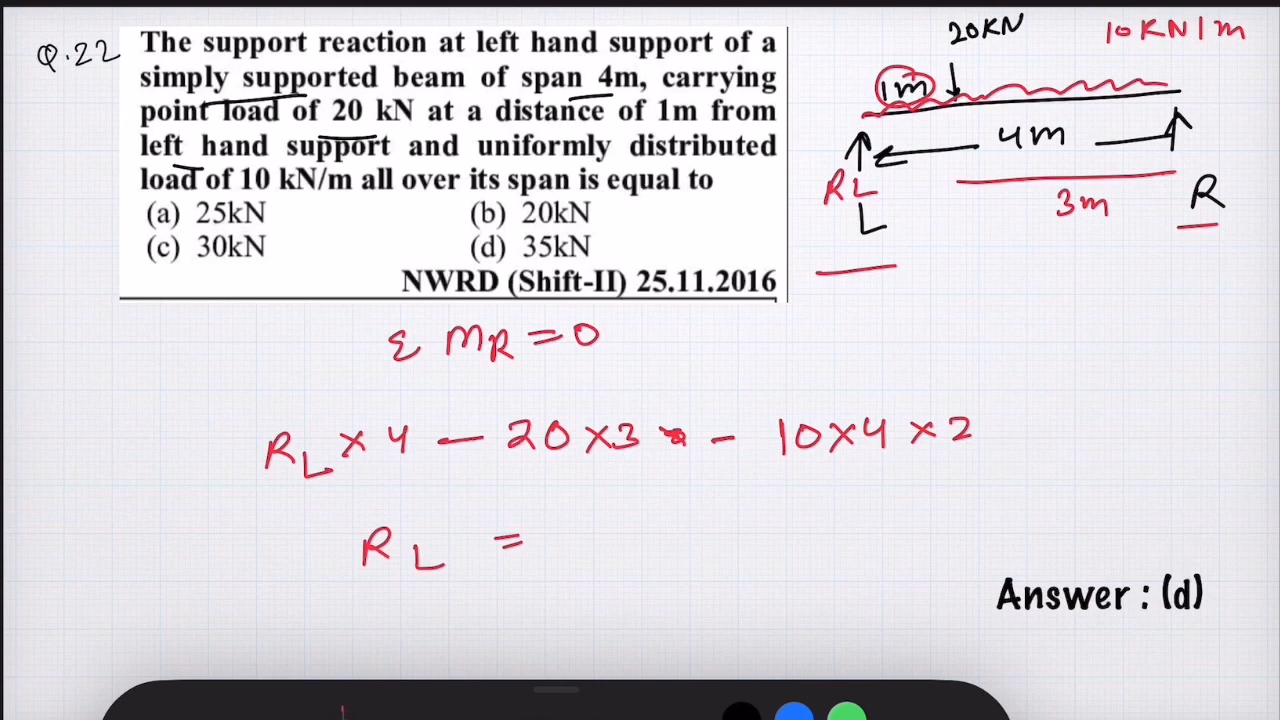 Q.22
The support reaction at left hand support of a
simply supported beam of span 4m, carrying
point load of 20 kN at a distance of 1m from
left hand support and uniformly distributed
load of 10 kN/m all over its span is equal to
(a) 25kN (b) 20kN
(c) 30kN (d) 35kN
NWRD (Shift-II) 25.11.2016
20KN 10KN/m
1m
4m
RL
L
3m
R
Σ MR = 0
RL × 4 — 20 × 3 - 10 × 4 × 2
RL =
Answer : (d)